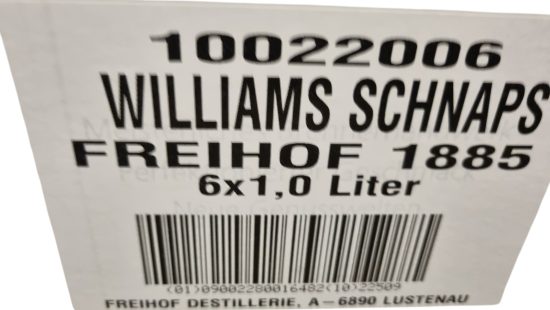 10022006
WILLIAMS SCHNAPS
FREIHOF 1885
6x1,0 Liter
(01)09002280016482(10)22509
FREIHOF DESTILLERIE, A-6890 LUSTENAU